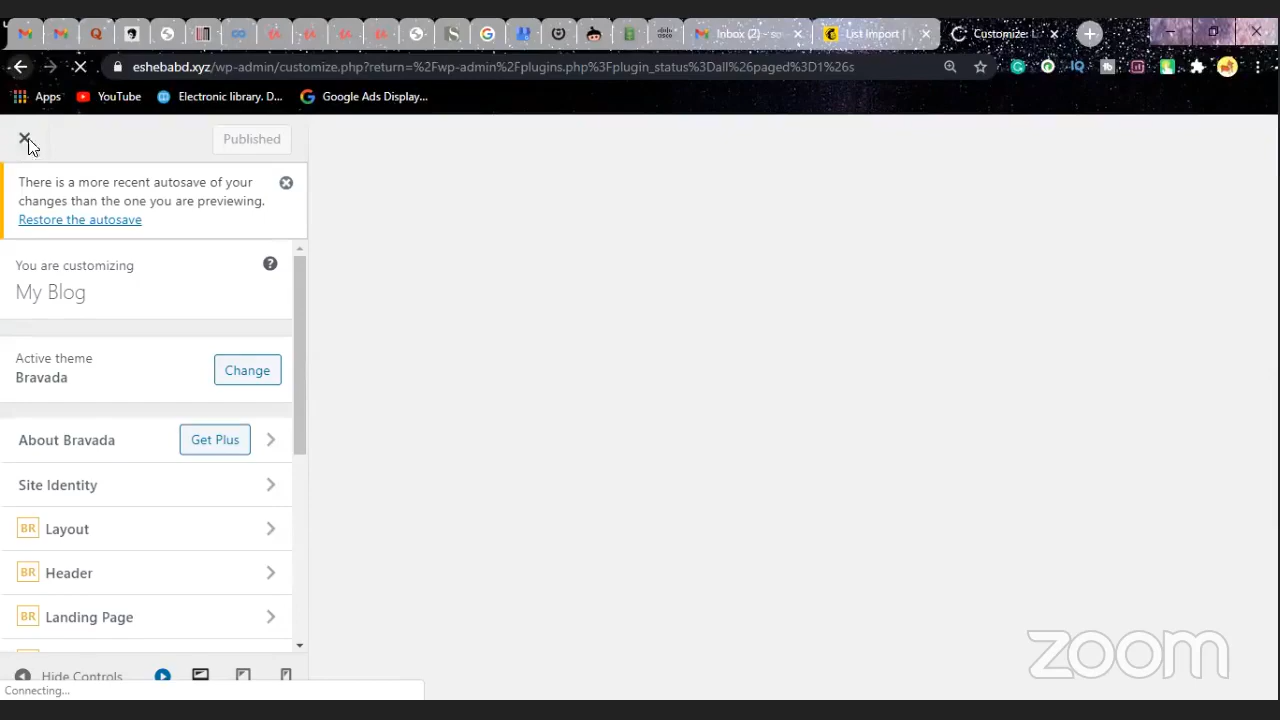 Inbox (2) - su
List Import |
Customize: L
eshebabd.xyz/wp-admin/customize.php?return=%2Fwp-admin%2Fplugins.php%3Fplugin_status%3Dall%26paged%3D1%26s
Apps YouTube Electronic library. D... Google Ads Display...
Published
There is a more recent autosave of your
changes than the one you are previewing.
Restore the autosave
You are customizing
My Blog
Active theme
Bravada
Change
About Bravada Get Plus
Site Identity
BR Layout
BR Header
BR Landing Page
Hide Controls
Connecting...
zoom